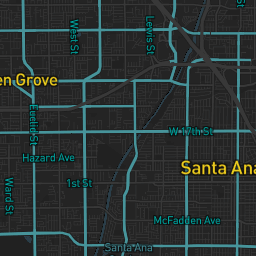 West St
Lewis St
en Grove
Euclid St
W 17th St
Hazard Ave
Santa Ana
1st St
Ward St
McFadden Ave
Santa Ana